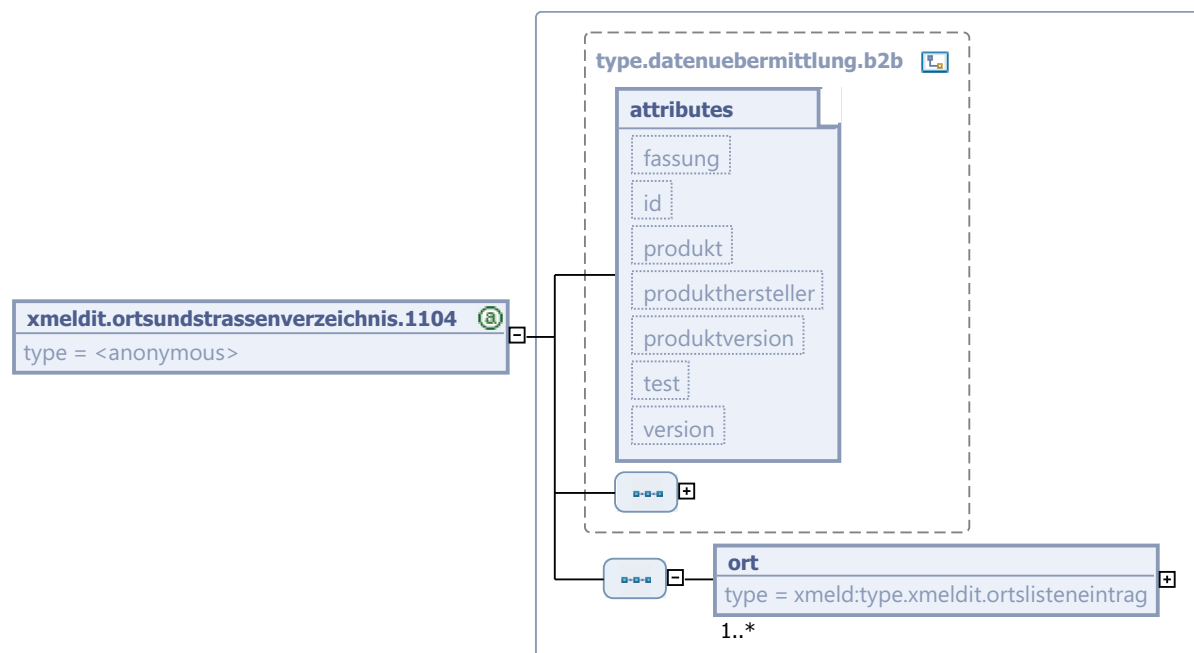 type.datenuebermittlung.b2b
attributes
fassung
id
produkt
produkthersteller
produktversion
test
version
xmeldit.ortsundstrassenverzeichnis.1104
type = <anonymous>
ort
type = xmeld:type.xmeldit.ortslisteneintrag
1..*